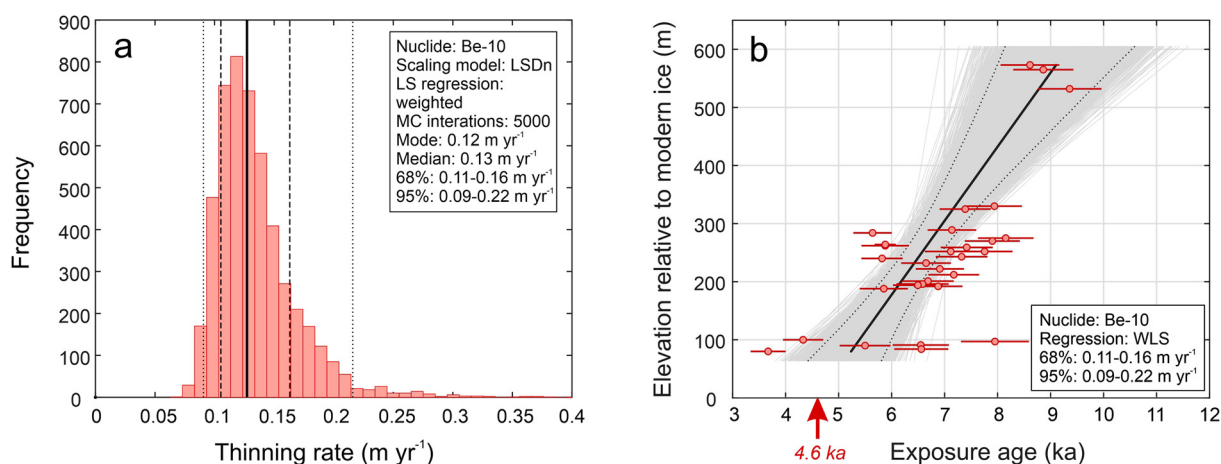 a
Frequency
900
800
700
600
500
400
300
200
100
0
Nuclide: Be-10
Scaling model: LSDn
LS regression:
weighted
MC interations: 5000
Mode: 0.12 m yr⁻¹
Median: 0.13 m yr⁻¹
68%: 0.11-0.16 m yr⁻¹
95%: 0.09-0.22 m yr⁻¹
0 0.05 0.1 0.15 0.2 0.25 0.3 0.35 0.4
Thinning rate (m yr⁻¹)
b
Elevation relative to modern ice (m)
600
500
400
300
200
100
0
Nuclide: Be-10
Regression: WLS
68%: 0.11-0.16 m yr⁻¹
95%: 0.09-0.22 m yr⁻¹
3 4 5 6 7 8 9 10 11 12
4.6 ka
Exposure age (ka)